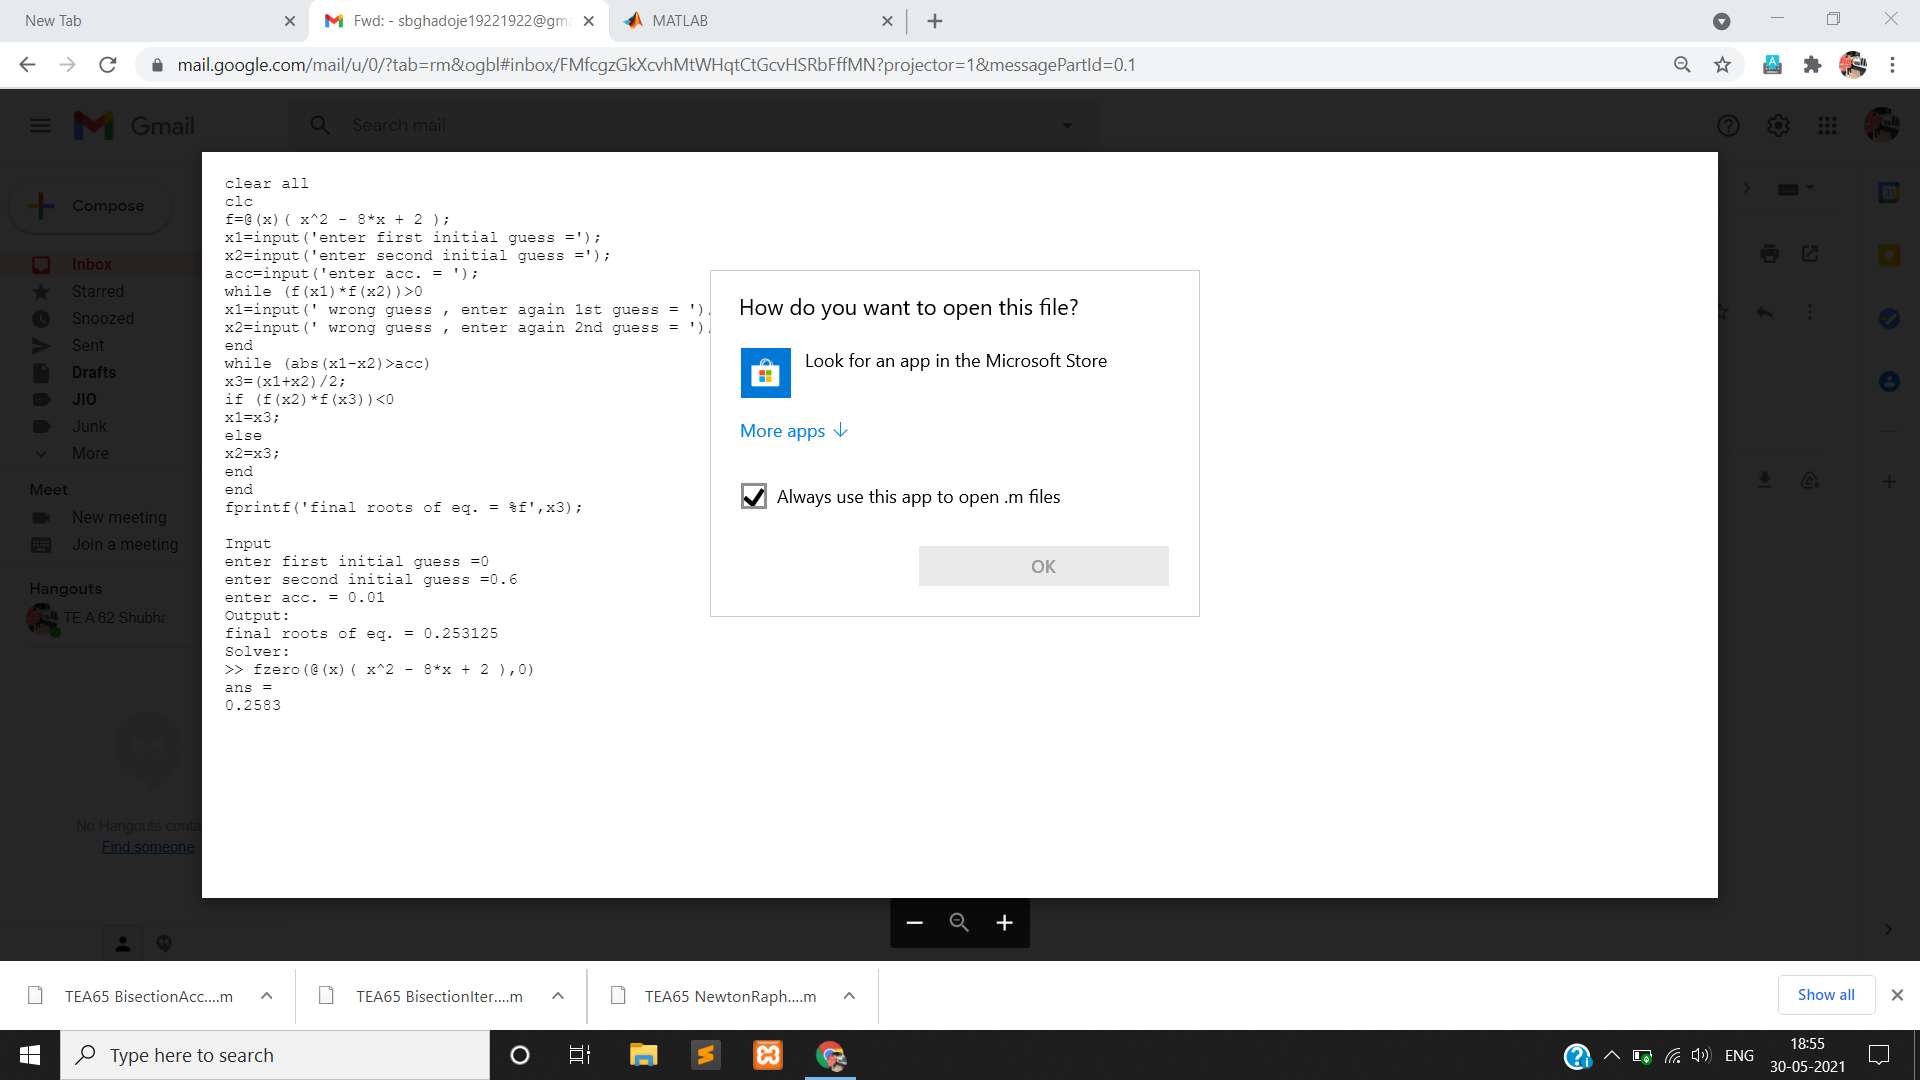 New Tab
Fwd: - sbghadoje19221922@gm
MATLAB
mail.google.com/mail/u/0/?tab=rm&ogbl#inbox/FMfcgzGkXcvhMtWHqtCtGcvHSRbFffMN?projector=1&messagePartId=0.1
Gmail
Search mail
Compose
Inbox
Starred
Snoozed
Sent
Drafts
JIO
Junk
More
Meet
New meeting
Join a meeting
Hangouts
TE A 62 Shubha
No Hangouts conta
Find someone
clear all
clc
f=@(x)( x^2 - 8*x + 2 );
x1=input('enter first initial guess =');
x2=input('enter second initial guess =');
acc=input('enter acc. = ');
while (f(x1)*f(x2))>0
x1=input(' wrong guess , enter again 1st guess = ')
x2=input(' wrong guess , enter again 2nd guess = ')
end
while (abs(x1-x2)>acc)
x3=(x1+x2)/2;
if (f(x2)*f(x3))<0
x1=x3;
else
x2=x3;
end
end
fprintf('final roots of eq. = %f',x3);
Input
enter first initial guess =0
enter second initial guess =0.6
enter acc. = 0.01
Output:
final roots of eq. = 0.253125
Solver:
>> fzero(@(x)( x^2 - 8*x + 2 ),0)
ans =
0.2583
How do you want to open this file?
Look for an app in the Microsoft Store
More apps
Always use this app to open .m files
OK
TEA65 BisectionAcc....m
TEA65 BisectionIter....m
TEA65 NewtonRaph....m
Show all
Type here to search
ENG
18:55
30-05-2021